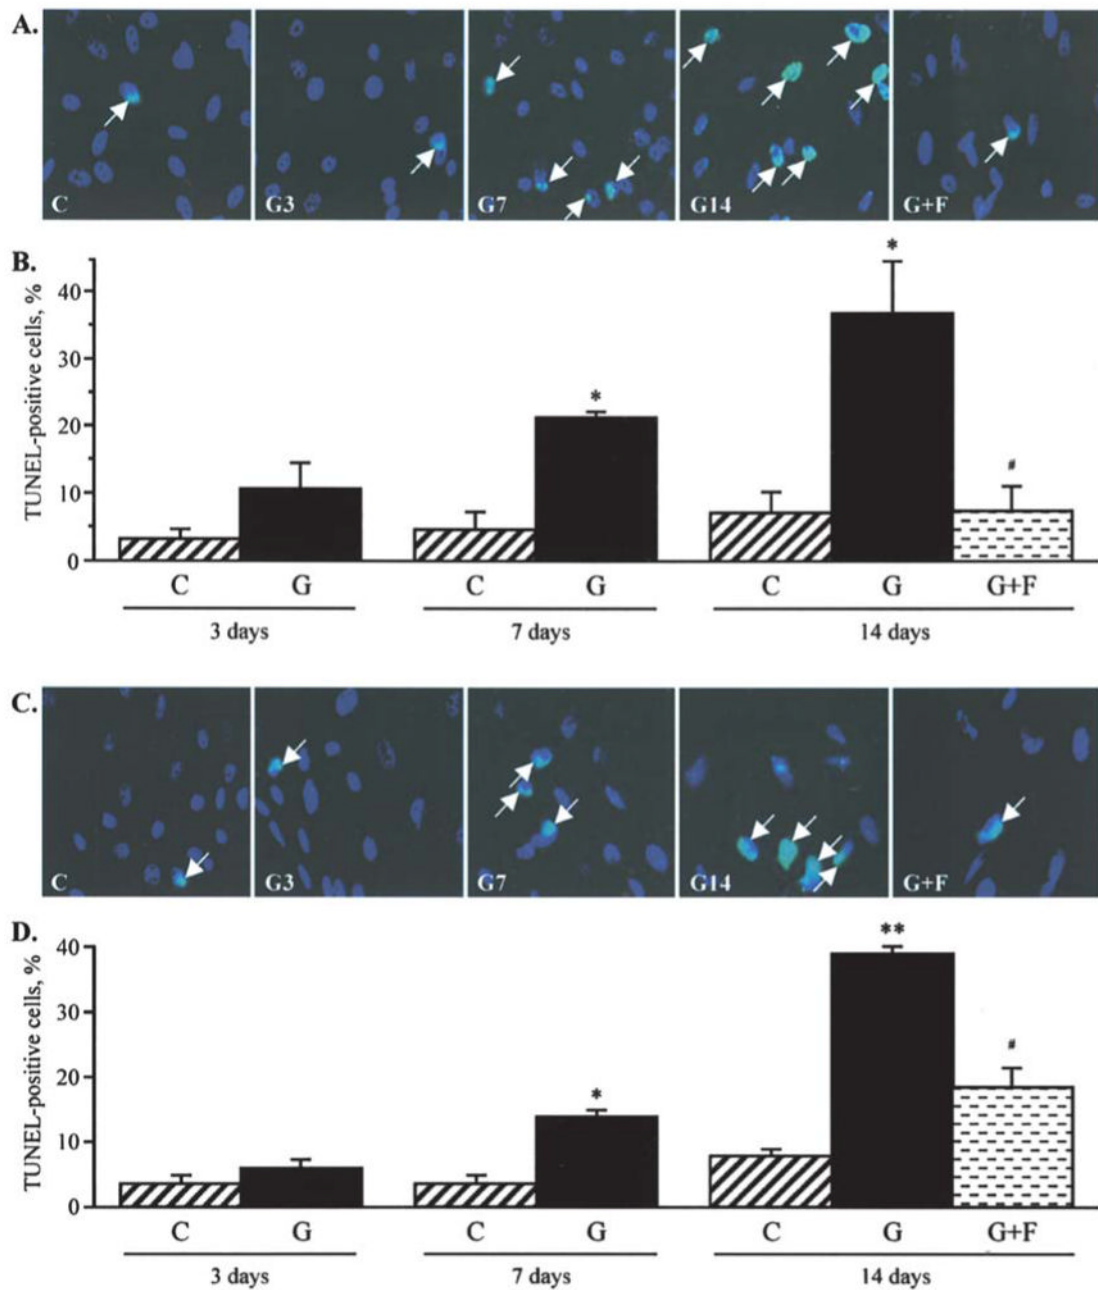 A.
C G3 G7 G14 G+F
B.
TUNEL-positive cells, %
40
30
20
10
0
* * #
C G C G C G G+F
3 days 7 days 14 days
C.
C G3 G7 G14 G+F
D.
TUNEL-positive cells, %
40
30
20
10
0
* ** #
C G C G C G G+F
3 days 7 days 14 days